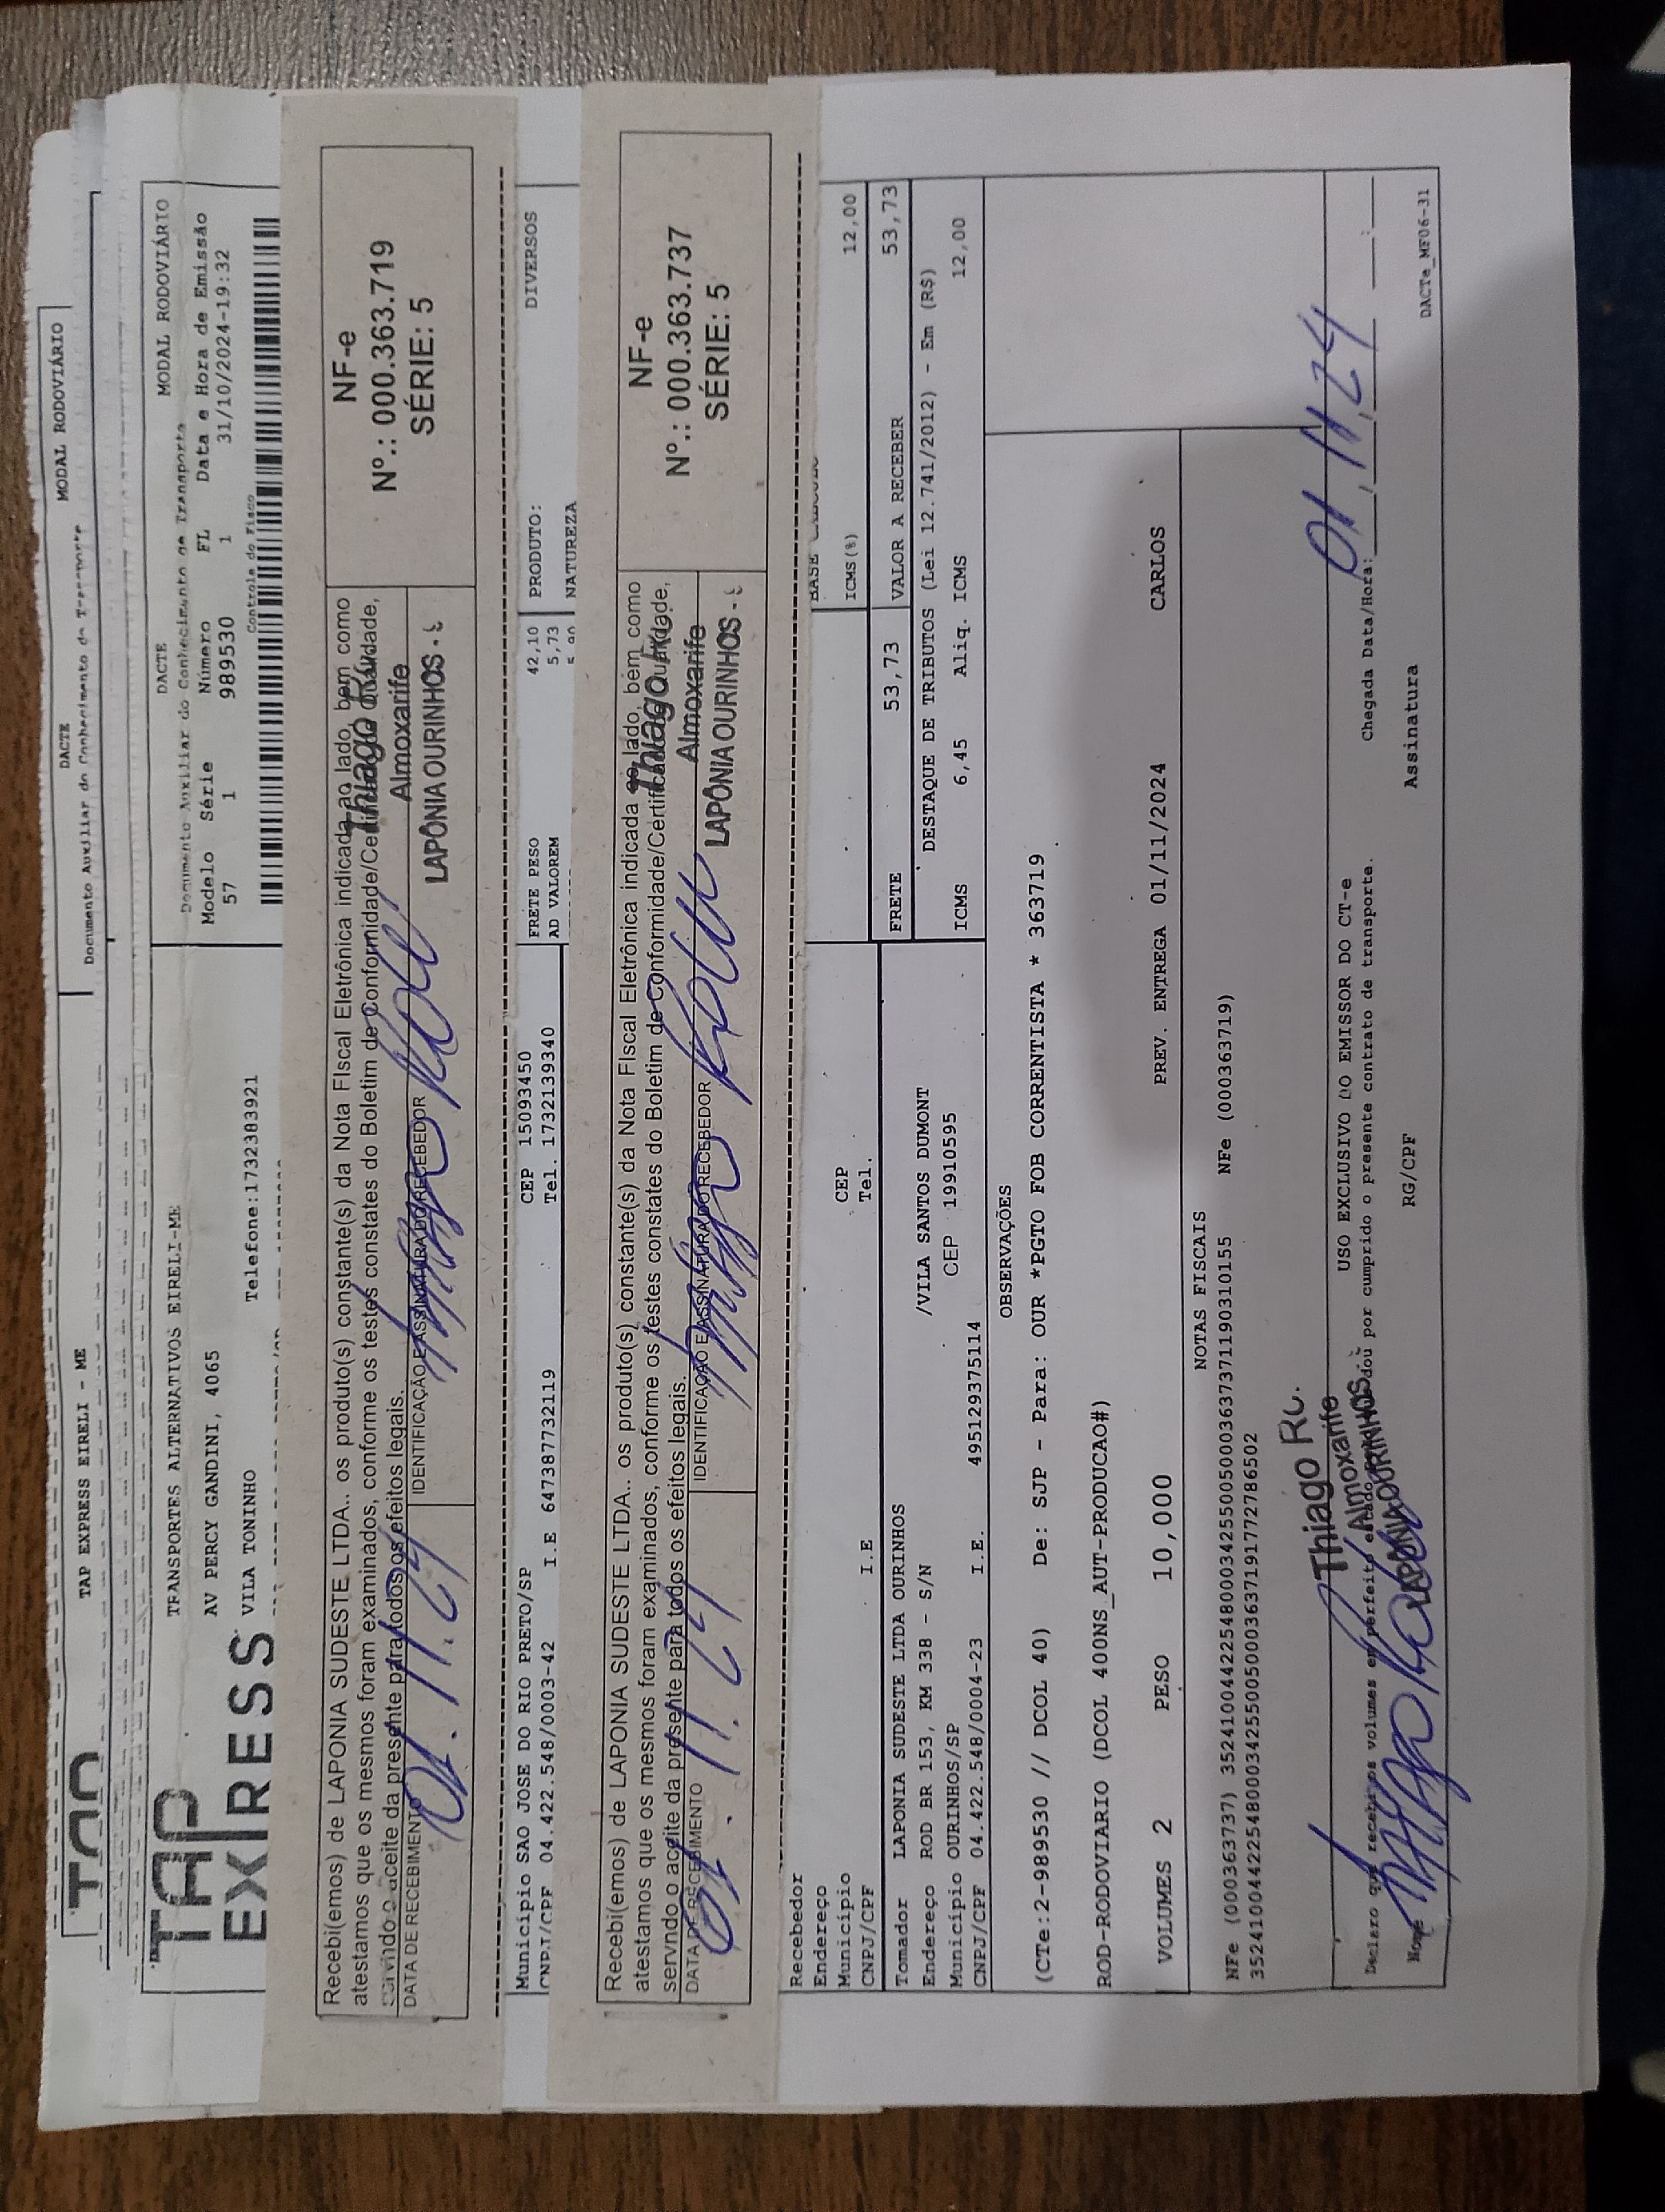 MODAL RODOVIÁRIO
DACTE
TAP EXPRESS EIRELI - ME
Documento Auxiliar do Conhecimento de Transporte
TAP
EXPRESS
TRANSPORTES ALTERNATIVOS EIRELI-ME
AV PERCY GANDINI, 4065
VILA TONINHO Telefone:1732383921
DACTE MODAL RODOVIÁRIO
Documento Auxiliar do Conhecimento de Transporte
Modelo Série Número FL Data e Hora de Emissão
57 1 989530 1 31/10/2024-19:32
Controle do Fisco
Recebi(emos) de LAPONIA SUDESTE LTDA.. os produto(s) constante(s) da Nota FIscal Eletrônica indicada ao lado, bem como
atestamos que os mesmos foram examinados, conforme os testes constates do Boletim de Conformidade/Certificado de Qualidade,
servindo o aceite da presente para todos os efeitos legais.
DATA DE RECEBIMENTO
01.11.24
IDENTIFICAÇÃO E ASSINATURA DO RECEBEDOR
Thiago R
Almoxarife
LAPÔNIA OURINHOS
NF-e
Nº.: 000.363.719
SÉRIE: 5
Município SAO JOSE DO RIO PRETO/SP CEP 15093450
CNPJ/CPF 04.422.548/0003-42 I.E 647387732119 Tel. 1732139340
FRETE PESO 42,10
AD VALOREM 5,73
PRODUTO: DIVERSOS
NATUREZA
Recebi(emos) de LAPONIA SUDESTE LTDA.. os produto(s) constante(s) da Nota FIscal Eletrônica indicada ao lado, bem como
atestamos que os mesmos foram examinados, conforme os testes constates do Boletim de Conformidade/Certificado de Qualidade,
servndo o aceite da presente para todos os efeitos legais.
DATA DE RECEBIMENTO
01.11.24
IDENTIFICAÇÃO E ASSINATURA DO RECEBEDOR
Thiago R
Almoxarife
LAPÔNIA OURINHOS
NF-e
Nº.: 000.363.737
SÉRIE: 5
Recebedor
Endereço
Município CEP
CNPJ/CPF I.E Tel.
BASE
ICMS(%) 12,00
Tomador LAPONIA SUDESTE LTDA OURINHOS
Endereço ROD BR 153, KM 338 - S/N /VILA SANTOS DUMONT
Município OURINHOS/SP CEP 19910595
CNPJ/CPF 04.422.548/0004-23 I.E. 495129375114
FRETE 53,73 VALOR A RECEBER 53,73
DESTAQUE DE TRIBUTOS (Lei 12.741/2012) - Em (R$)
ICMS 6,45 Aliq. ICMS 12,00
OBSERVAÇÕES
(CTe:2-989530 // DCOL 40) De: SJP - Para: OUR *PGTO FOB CORRENTISTA * 363719
ROD-RODOVIARIO (DCOL 400NS_AUT-PRODUCAO#)
VOLUMES 2 PESO 10,000 PREV. ENTREGA 01/11/2024 CARLOS
NOTAS FISCAIS
NFe (000363737) 35241004422548000342550050003637371190310155 NFe (000363719)
35241004422548000342550050003637191777278​6502
USO EXCLUSIVO DO EMISSOR DO CT-e
Declaro que recebi os volumes em perfeito estado dou por cumprido o presente contrato de transporte.
Chegada Data/Hora: 01/11/24
Thiago Ro.
Almoxarife
LAPÔNIA OURINHOS
Nome RG/CPF Assinatura
DACTe_MF06-31